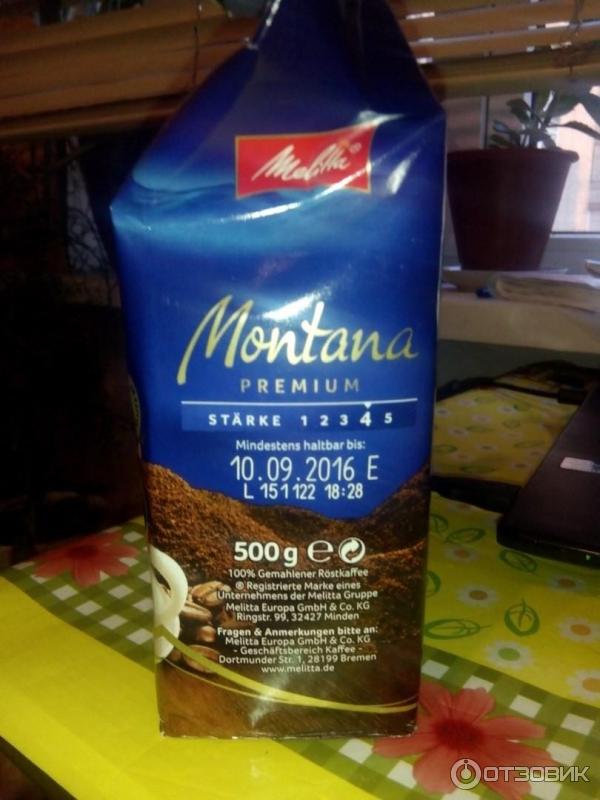 Melitta®
Montana
PREMIUM
STÄRKE 1 2 3 4 5
Mindestens haltbar bis:
10.09.2016 E
L 151122 18:28
500g ℮
100% Gemahlener Röstkaffee
® Registrierte Marke eines
Unternehmens der Melitta Gruppe
Melitta Europa GmbH & Co. KG
Ringstr. 99, 32427 Minden
Fragen & Anmerkungen bitte an:
Melitta Europa GmbH & Co. KG
- Geschäftsbereich Kaffee -
Dortmunder Str. 1, 28199 Bremen
www.melitta.de
ОТЗОВИК